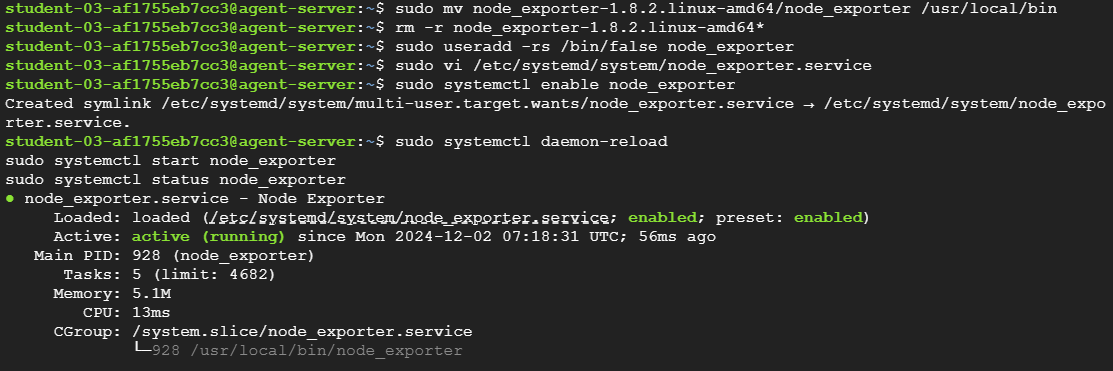 student-03-af1755eb7cc3@agent-server:~$ sudo mv node_exporter-1.8.2.linux-amd64/node_exporter /usr/local/bin
student-03-af1755eb7cc3@agent-server:~$ rm -r node_exporter-1.8.2.linux-amd64*
student-03-af1755eb7cc3@agent-server:~$ sudo useradd -rs /bin/false node_exporter
student-03-af1755eb7cc3@agent-server:~$ sudo vi /etc/systemd/system/node_exporter.service
student-03-af1755eb7cc3@agent-server:~$ sudo systemctl enable node_exporter
Created symlink /etc/systemd/system/multi-user.target.wants/node_exporter.service → /etc/systemd/system/node_expo
rter.service.
student-03-af1755eb7cc3@agent-server:~$ sudo systemctl daemon-reload
sudo systemctl start node_exporter
sudo systemctl status node_exporter
● node_exporter.service - Node Exporter
     Loaded: loaded (/etc/systemd/system/node_exporter.service; enabled; preset: enabled)
     Active: active (running) since Mon 2024-12-02 07:18:31 UTC; 56ms ago
   Main PID: 928 (node_exporter)
      Tasks: 5 (limit: 4682)
     Memory: 5.1M
        CPU: 13ms
     CGroup: /system.slice/node_exporter.service
             └─928 /usr/local/bin/node_exporter